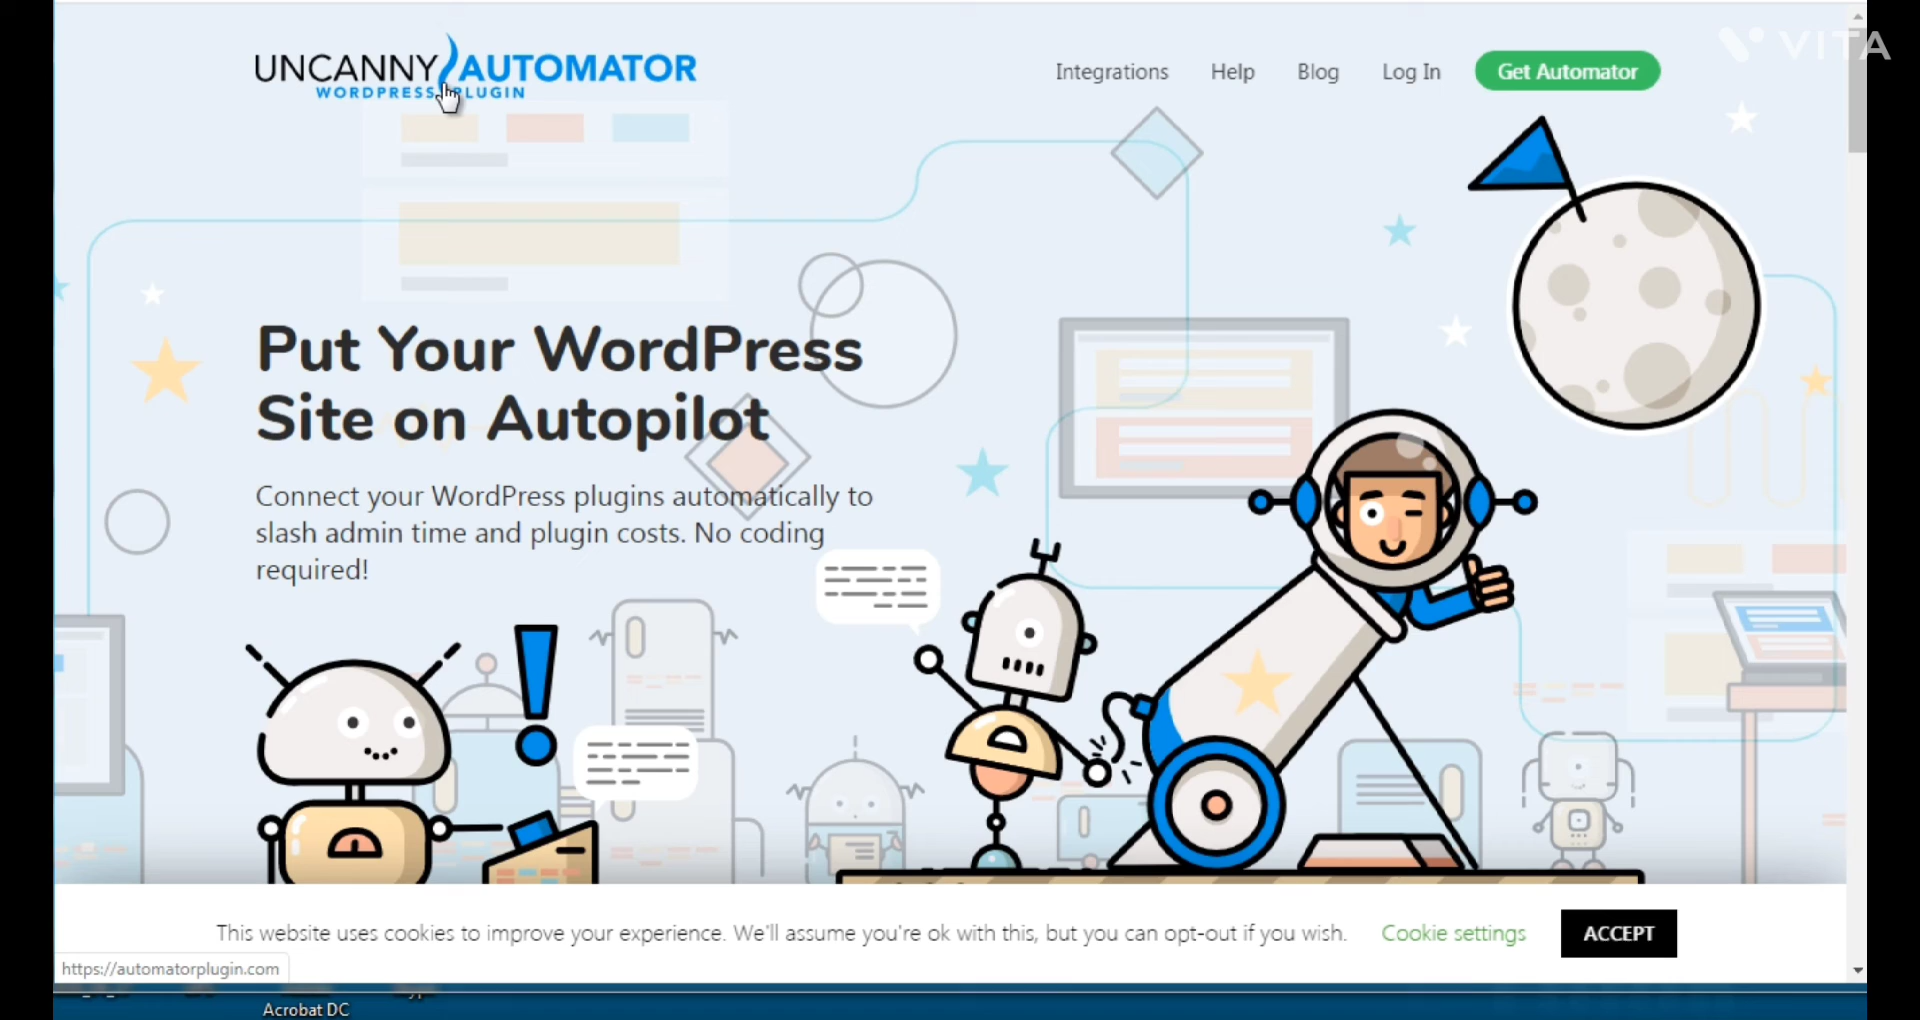 UNCANNY AUTOMATOR
WORDPRESS PLUGIN
Integrations
Help
Blog
Log In
Get Automator
VITA
Put Your WordPress
Site on Autopilot
Connect your WordPress plugins automatically to
slash admin time and plugin costs. No coding
required!
This website uses cookies to improve your experience. We'll assume you're ok with this, but you can opt-out if you wish.
Cookie settings
ACCEPT
https://automatorplugin.com
Acrobat DC